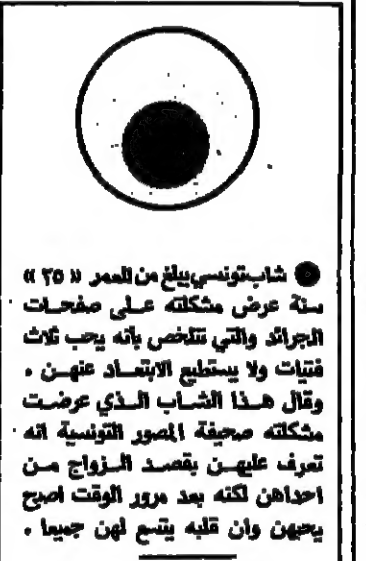 شاب تونسي يبلغ من العمر « ٢٥ »
سنة عرض مشكلته على صفحات
الجرائد والتي تتلخص بأنه يحب ثلاث
فتيات ولا يستطيع الابتعاد عنهن .
وقال هذا الشاب الذي عرضت
مشكلته صحيفة المصور التونسية انه
تعرف عليهن بقصد الزواج من
احداهن لكنه بعد مرور الوقت اصبح
يحبهن وان قلبه يتسع لهن جميعا .